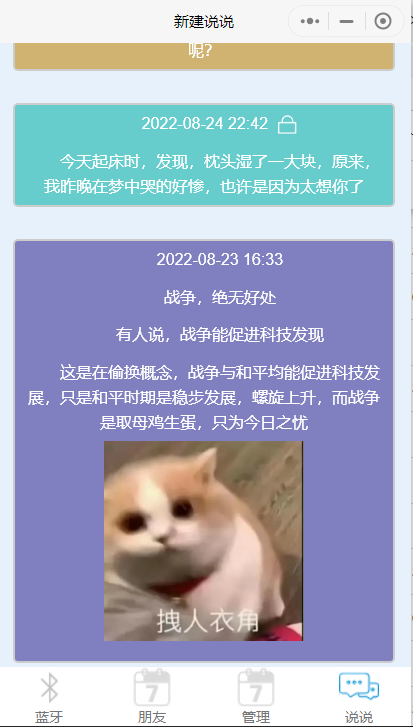 新建说说
呢?
2022-08-24 22:42
今天起床时，发现，枕头湿了一大块，原来，
我昨晚在梦中哭的好惨，也许是因为太想你了
2022-08-23 16:33
战争，绝无好处
有人说，战争能促进科技发现
这是在偷换概念，战争与和平均能促进科技发
展，只是和平时期是稳步发展，螺旋上升，而战争
是取母鸡生蛋，只为今日之忧
拽人衣角
7
7
蓝牙
朋友
管理
说说